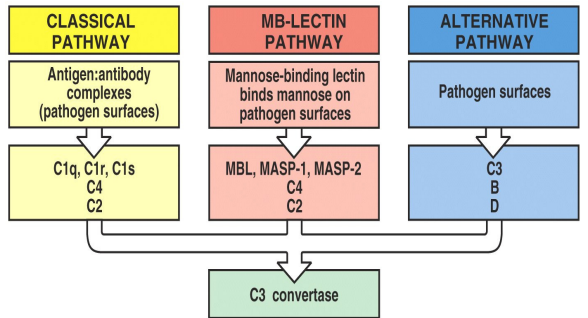 CLASSICAL
PATHWAY
Antigen:antibody
complexes
(pathogen surfaces)
C1q, C1r, C1s
C4
C2
MB-LECTIN
PATHWAY
Mannose-binding lectin
binds mannose on
pathogen surfaces
MBL, MASP-1, MASP-2
C4
C2
ALTERNATIVE
PATHWAY
Pathogen surfaces
C3
B
D
C3 convertase